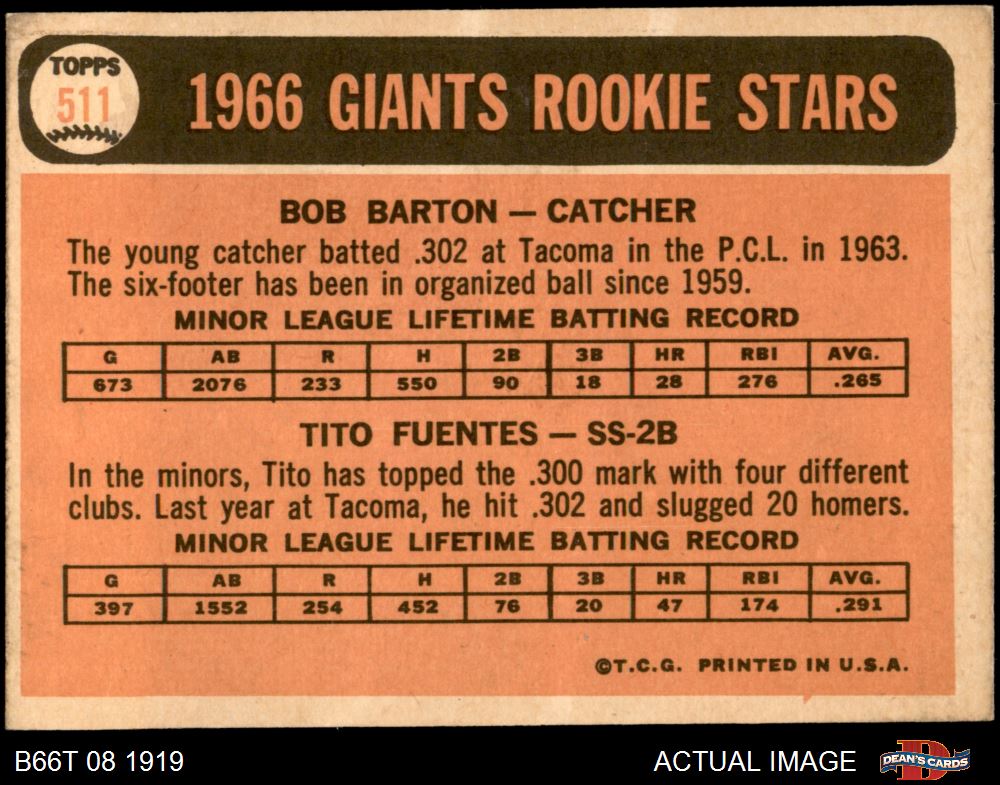 TOPPS
511
1966 GIANTS ROOKIE STARS
BOB BARTON — CATCHER
The young catcher batted .302 at Tacoma in the P.C.L. in 1963.
The six-footer has been in organized ball since 1959.
MINOR LEAGUE LIFETIME BATTING RECORD
G AB R H 2B 3B HR RBI AVG.
673 2076 233 550 90 18 28 276 .265
TITO FUENTES — SS-2B
In the minors, Tito has topped the .300 mark with four different
clubs. Last year at Tacoma, he hit .302 and slugged 20 homers.
MINOR LEAGUE LIFETIME BATTING RECORD
G AB R H 2B 3B HR RBI AVG.
397 1552 254 452 76 20 47 174 .291
©T.C.G. PRINTED IN U.S.A.
B66T 08 1919
ACTUAL IMAGE
D
DEAN'S CARDS